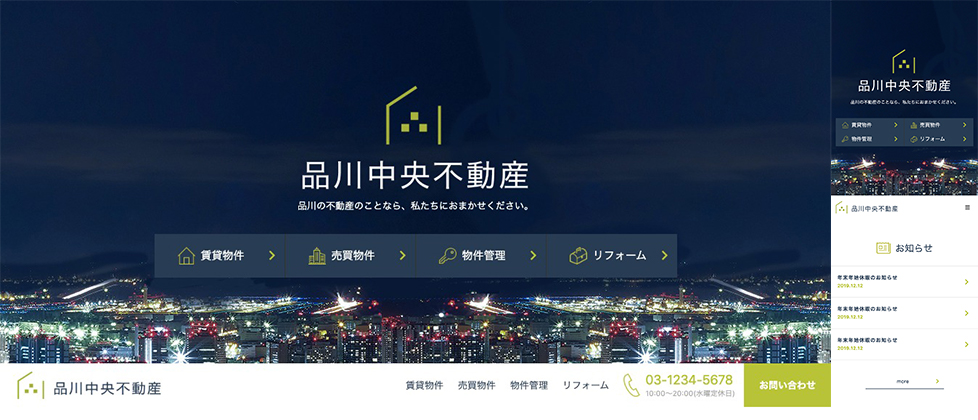 品川中央不動産
品川の不動産のことなら、私たちにおまかせください。
賃貸物件
売買物件
物件管理
リフォーム
品川中央不動産
賃貸物件 売買物件 物件管理 リフォーム
03-1234-5678
10:00〜20:00(水曜定休日)
お問い合わせ
品川中央不動産
品川の不動産のことなら、私たちにおまかせください。
賃貸物件
売買物件
物件管理
リフォーム
品川中央不動産
お知らせ
年末年始休暇のお知らせ
2019.12.12
年末年始休暇のお知らせ
2019.12.12
年末年始休暇のお知らせ
2019.12.12
more